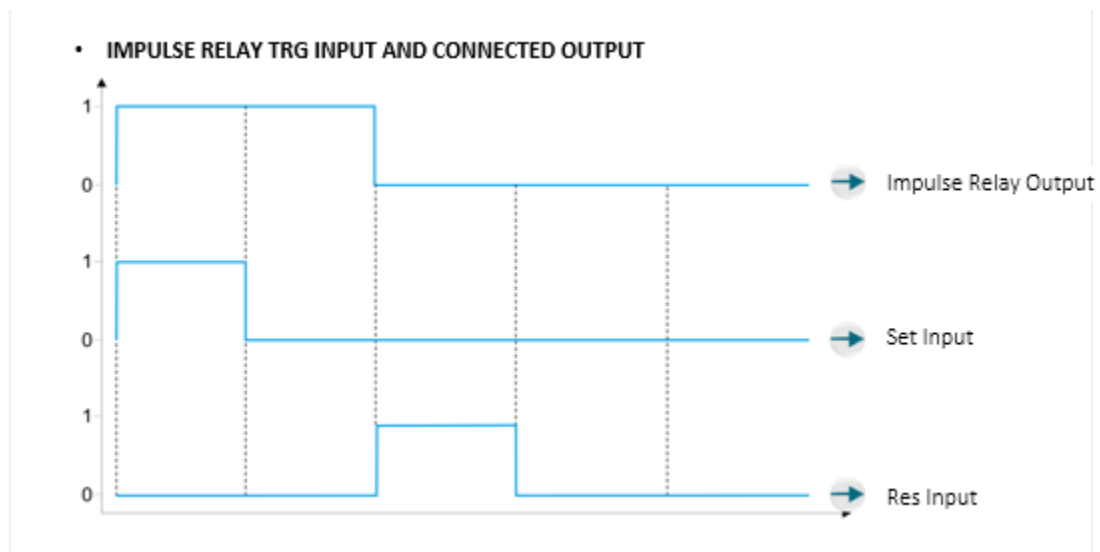 • IMPULSE RELAY TRG INPUT AND CONNECTED OUTPUT
1
0
Impulse Relay Output
1
0
Set Input
1
0
Res Input